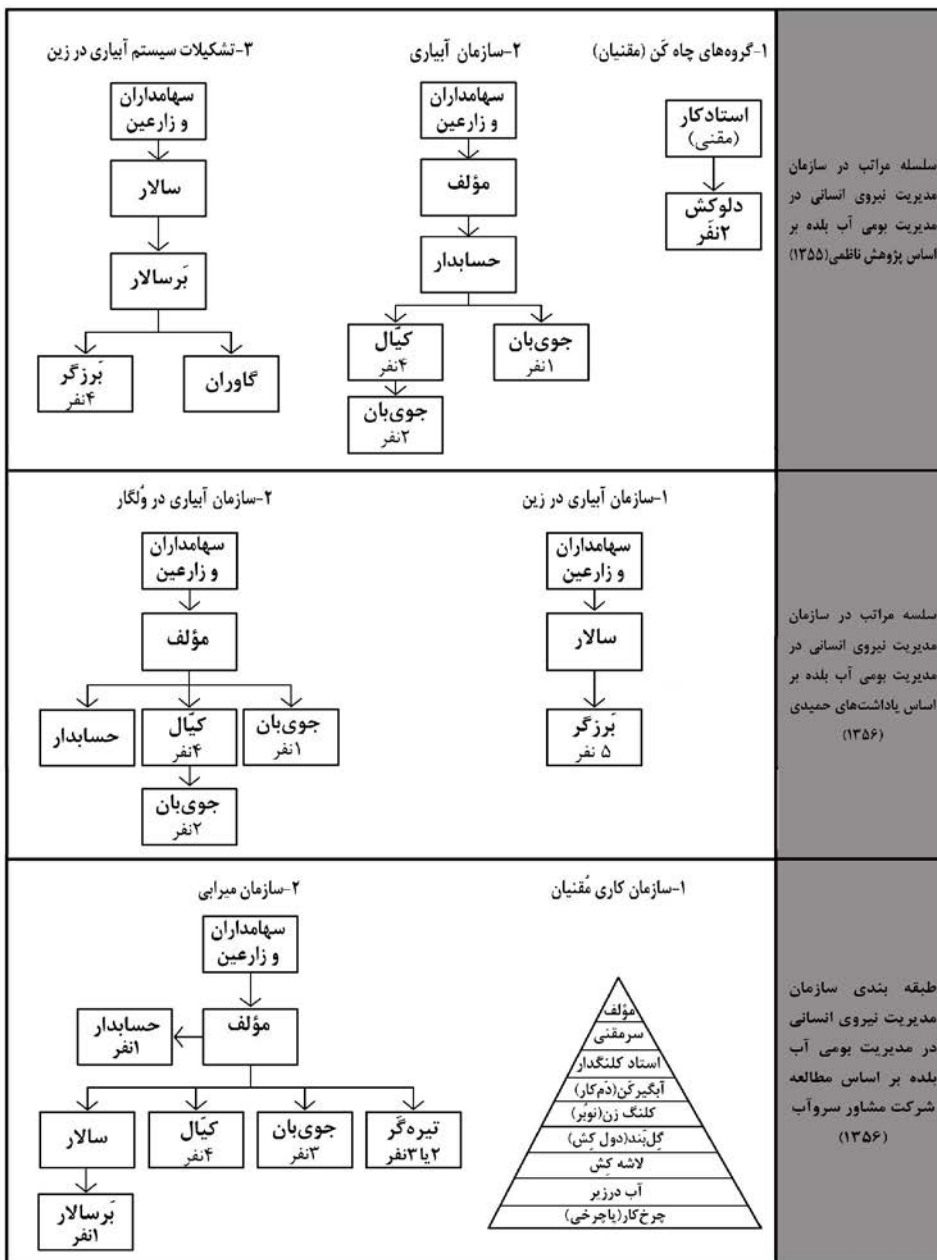 سلسله مراتب در سازمان
مدیریت نیروی انسانی در
مدیریت بومی آب بلده بر
اساس پژوهش ناظمی(۱۳۵۵)
۱-گروه‌های چاه کَن (مقنیان)
استادکار
(مقنی)
دلوکش
۲نفَر
۲-سازمان آبیاری
سهامداران
و زارعین
مؤلف
حسابدار
جوی‌بان
۱نفر
کیّال
۴نفر
جوی‌بان
۲نفر
۳-تشکیلات سیستم آبیاری در زین
سهامداران
و زارعین
سالار
بَرسالار
گاوران
بَرزگر
۴نفر
سلسه مراتب در سازمان
مدیریت نیروی انسانی در
مدیریت بومی آب بلده بر
اساس یاداشت‌های حمیدی
(۱۳۵۶)
۱-سازمان آبیاری در زین
سهامداران
و زارعین
سالار
بَرزگر
۵ نفر
۲-سازمان آبیاری در وُلگار
سهامداران
و زارعین
مؤلف
جوی‌بان
۱نفر
کیّال
۴نفر
حسابدار
جوی‌بان
۲نفر
طبقه بندی سازمان
مدیریت نیروی انسانی
در مدیریت بومی آب
بلده بر اساس مطالعه
شرکت مشاور سروآب
(۱۳۵۶)
۱-سازمان کاری مُقنیان
مؤلف
سرمقنی
استاد کلنگدار
آبگیرکَن(دَم‌کار)
کلنگ زن(نوبُر)
گِل‌بَند(دول کِش)
لاشه کِش
آب درزیر
چرخ‌کار(پاچرخی)
۲-سازمان میرابی
سهامداران
و زارعین
مؤلف
حسابدار
۱نفر
تیره‌گَر
۲یا۳نفر
جوی‌بان
۳نفر
کیّال
۴نفر
سالار
بَرسالار
۱نفر